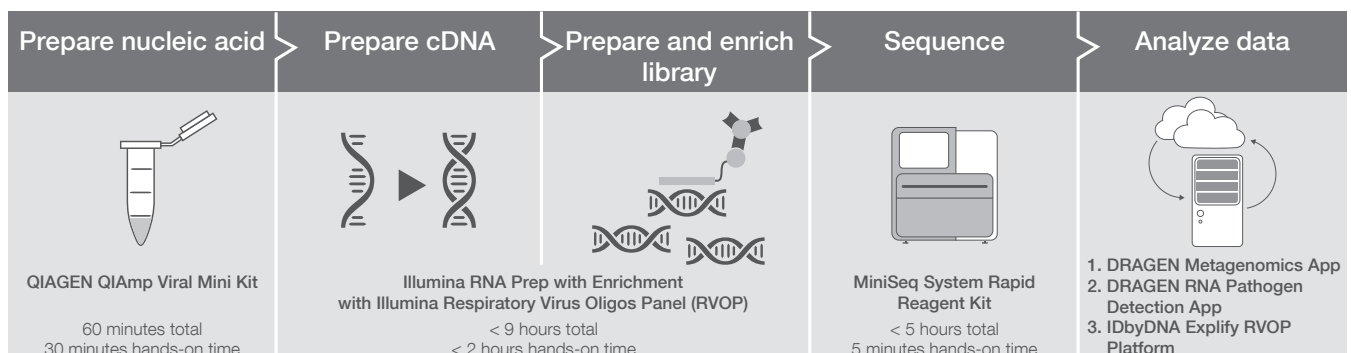 Prepare nucleic acid
Prepare cDNA
Prepare and enrich
library
Sequence
Analyze data
QIAGEN QIAmp Viral Mini Kit
60 minutes total
30 minutes hands-on time
Illumina RNA Prep with Enrichment
with Illumina Respiratory Virus Oligos Panel (RVOP)
< 9 hours total
< 2 hours hands-on time
MiniSeq System Rapid
Reagent Kit
< 5 hours total
5 minutes hands-on time
1. DRAGEN Metagenomics App
2. DRAGEN RNA Pathogen
Detection App
3. IDbyDNA Explify RVOP
Platform